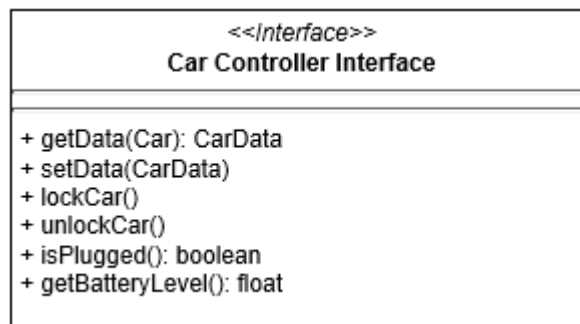 <<Interface>>
Car Controller Interface
+ getData(Car): CarData
+ setData(CarData)
+ lockCar()
+ unlockCar()
+ isPlugged(): boolean
+ getBatteryLevel(): float